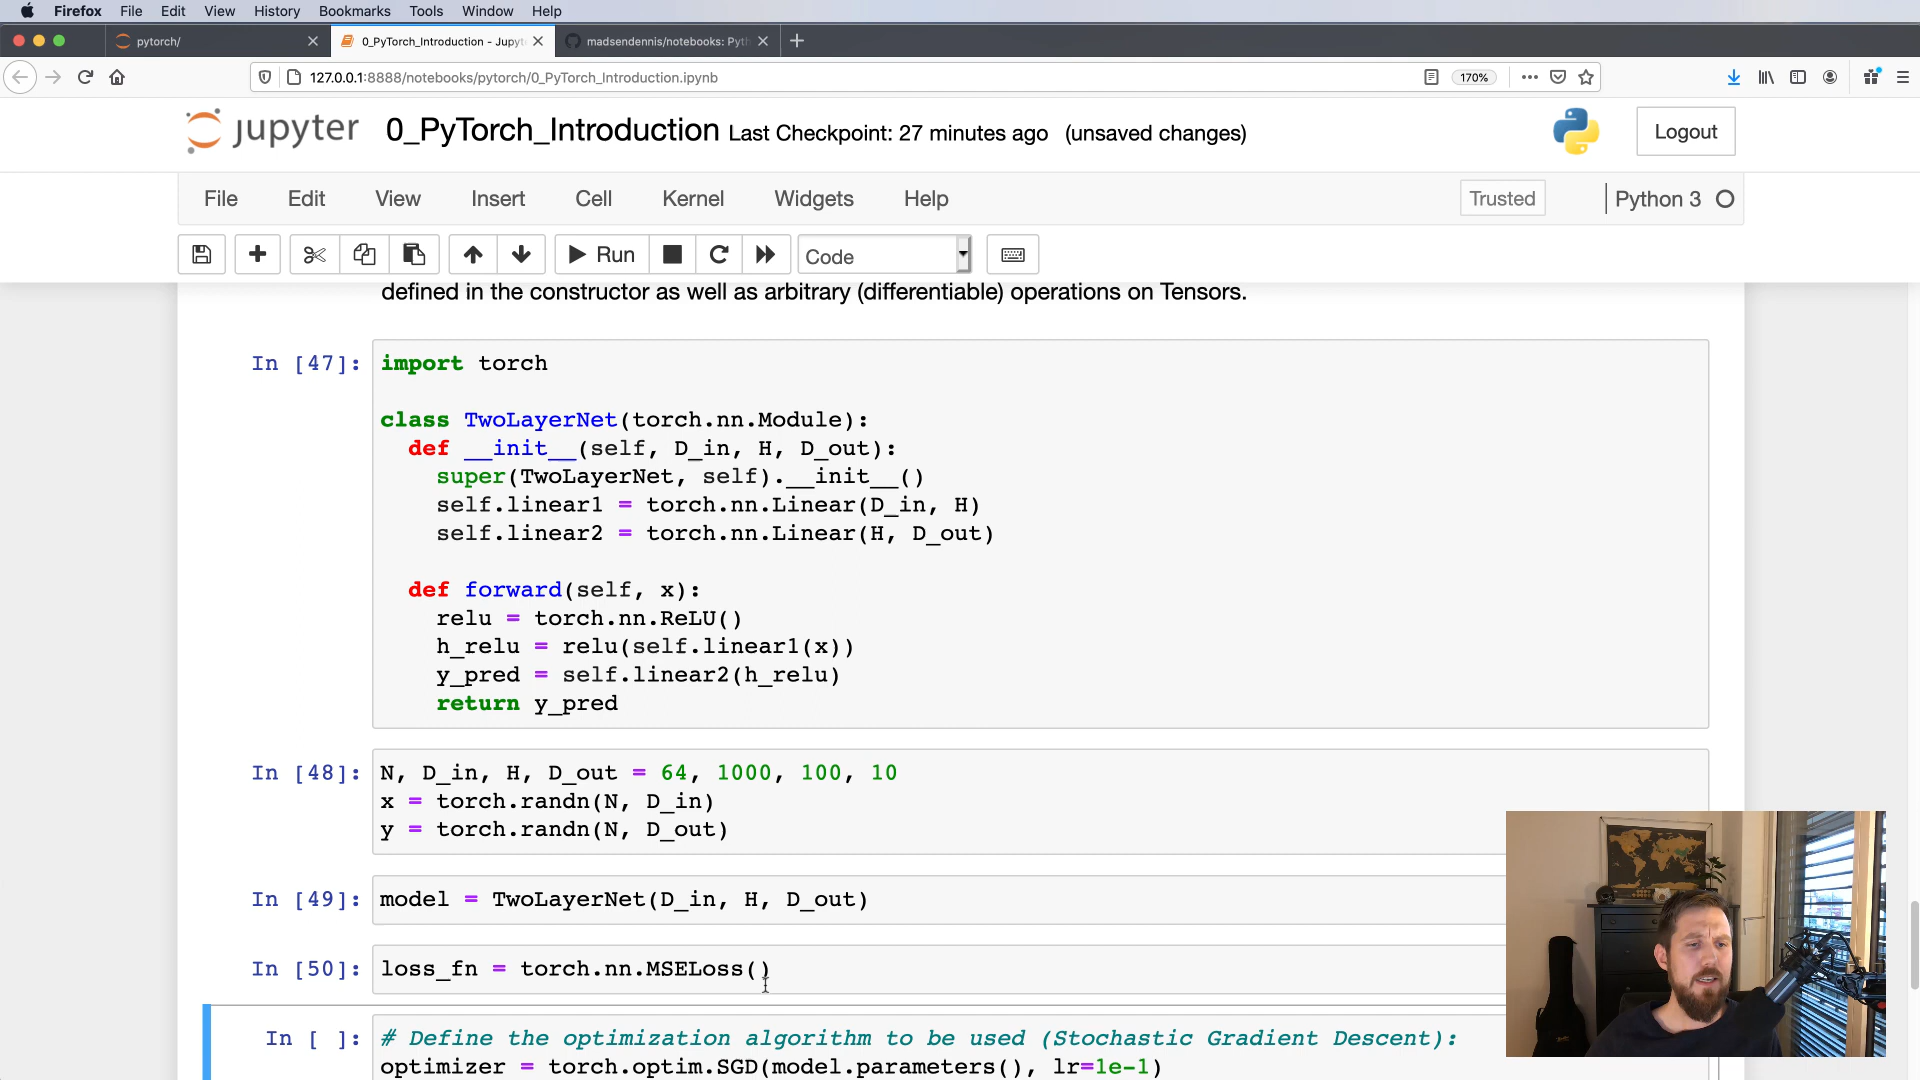 Firefox File Edit View History Bookmarks Tools Window Help
pytorch/ 0_PyTorch_Introduction - Jupyt madsendennis/notebooks: Pyth
127.0.0.1:8888/notebooks/pytorch/0_PyTorch_Introduction.ipynb 170%
jupyter 0_PyTorch_Introduction Last Checkpoint: 27 minutes ago (unsaved changes) Logout
File Edit View Insert Cell Kernel Widgets Help Trusted Python 3
Run Code
defined in the constructor as well as arbitrary (differentiable) operations on Tensors.
In [47]: import torch
class TwoLayerNet(torch.nn.Module):
def __init__(self, D_in, H, D_out):
super(TwoLayerNet, self).__init__()
self.linear1 = torch.nn.Linear(D_in, H)
self.linear2 = torch.nn.Linear(H, D_out)
def forward(self, x):
relu = torch.nn.ReLU()
h_relu = relu(self.linear1(x))
y_pred = self.linear2(h_relu)
return y_pred
In [48]: N, D_in, H, D_out = 64, 1000, 100, 10
x = torch.randn(N, D_in)
y = torch.randn(N, D_out)
In [49]: model = TwoLayerNet(D_in, H, D_out)
In [50]: loss_fn = torch.nn.MSELoss()
In [ ]: # Define the optimization algorithm to be used (Stochastic Gradient Descent):
optimizer = torch.optim.SGD(model.parameters(), lr=1e-1)